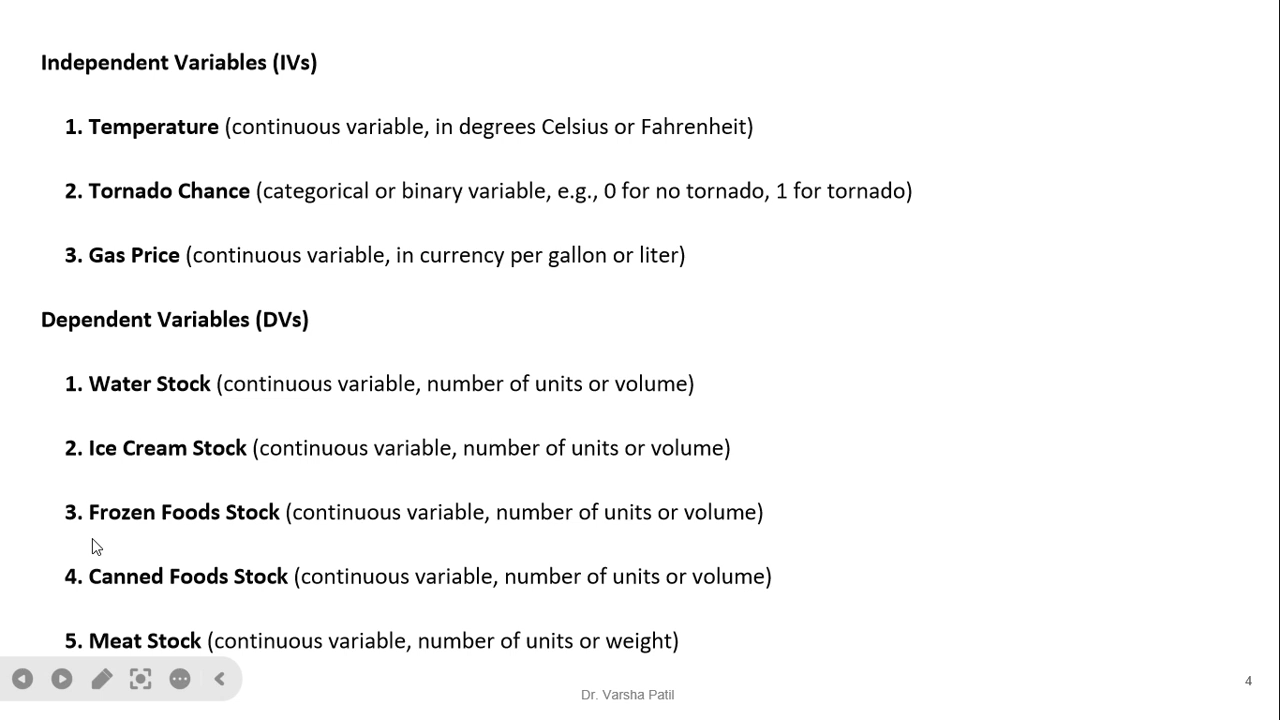 Independent Variables (IVs)
1. Temperature (continuous variable, in degrees Celsius or Fahrenheit)
2. Tornado Chance (categorical or binary variable, e.g., 0 for no tornado, 1 for tornado)
3. Gas Price (continuous variable, in currency per gallon or liter)
Dependent Variables (DVs)
1. Water Stock (continuous variable, number of units or volume)
2. Ice Cream Stock (continuous variable, number of units or volume)
3. Frozen Foods Stock (continuous variable, number of units or volume)
4. Canned Foods Stock (continuous variable, number of units or volume)
5. Meat Stock (continuous variable, number of units or weight)
4
Dr. Varsha Patil